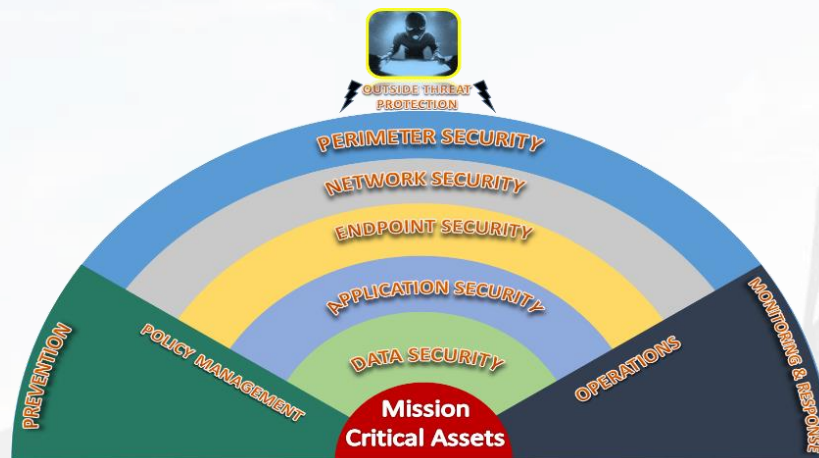 OUTSIDE THREAT
PROTECTION
PERIMETER SECURITY
NETWORK SECURITY
ENDPOINT SECURITY
APPLICATION SECURITY
DATA SECURITY
PREVENTION
POLICY MANAGEMENT
OPERATIONS
MONITORING & RESPONSE
Mission
Critical Assets